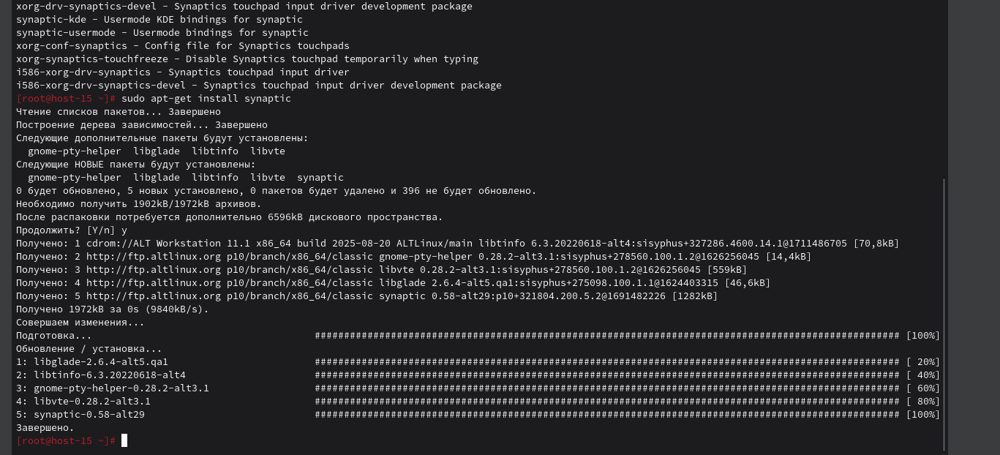 xorg-drv-synaptics-devel - Synaptics touchpad input driver development package
synaptic-kde - Usermode KDE bindings for synaptic
synaptic-usermode - Usermode bindings for synaptic
xorg-conf-synaptics - Config file for Synaptics touchpads
xorg-synaptics-touchfreeze - Disable Synaptics touchpad temporarily when typing
i586-xorg-drv-synaptics - Synaptics touchpad input driver
i586-xorg-drv-synaptics-devel - Synaptics touchpad input driver development package
[root@host-15 ~]# sudo apt-get install synaptic
Чтение списков пакетов... Завершено
Построение дерева зависимостей... Завершено
Следующие дополнительные пакеты будут установлены:
  gnome-pty-helper  libglade  libtinfo  libvte
Следующие НОВЫЕ пакеты будут установлены:
  gnome-pty-helper  libglade  libtinfo  libvte  synaptic
0 будет обновлено, 5 новых установлено, 0 пакетов будет удалено и 396 не будет обновлено.
Необходимо получить 1902kB/1972kB архивов.
После распаковки потребуется дополнительно 6596kB дискового пространства.
Продолжить? [Y/n] y
Получено: 1 cdrom://ALT Workstation 11.1 x86_64 build 2025-08-20 ALTLinux/main libtinfo 6.3.20220618-alt4:sisyphus+327286.4600.14.1@1711486705 [70,8kB]
Получено: 2 http://ftp.altlinux.org p10/branch/x86_64/classic gnome-pty-helper 0.28.2-alt3.1:sisyphus+278560.100.1.2@1626256045 [14,4kB]
Получено: 3 http://ftp.altlinux.org p10/branch/x86_64/classic libvte 0.28.2-alt3.1:sisyphus+278560.100.1.2@1626256045 [559kB]
Получено: 4 http://ftp.altlinux.org p10/branch/x86_64/classic libglade 2.6.4-alt5.qa1:sisyphus+275098.100.1.1@1624403315 [46,6kB]
Получено: 5 http://ftp.altlinux.org p10/branch/x86_64/classic synaptic 0.58-alt29:p10+321804.200.5.2@1691482226 [1282kB]
Получено 1972kB за 0s (9840kB/s).
Совершаем изменения...
Подготовка... #################################################################################################### [100%]
Обновление / установка...
1: libglade-2.6.4-alt5.qa1 #################################################################################################### [ 20%]
2: libtinfo-6.3.20220618-alt4 #################################################################################################### [ 40%]
3: gnome-pty-helper-0.28.2-alt3.1 #################################################################################################### [ 60%]
4: libvte-0.28.2-alt3.1 #################################################################################################### [ 80%]
5: synaptic-0.58-alt29 #################################################################################################### [100%]
Завершено.
[root@host-15 ~]#